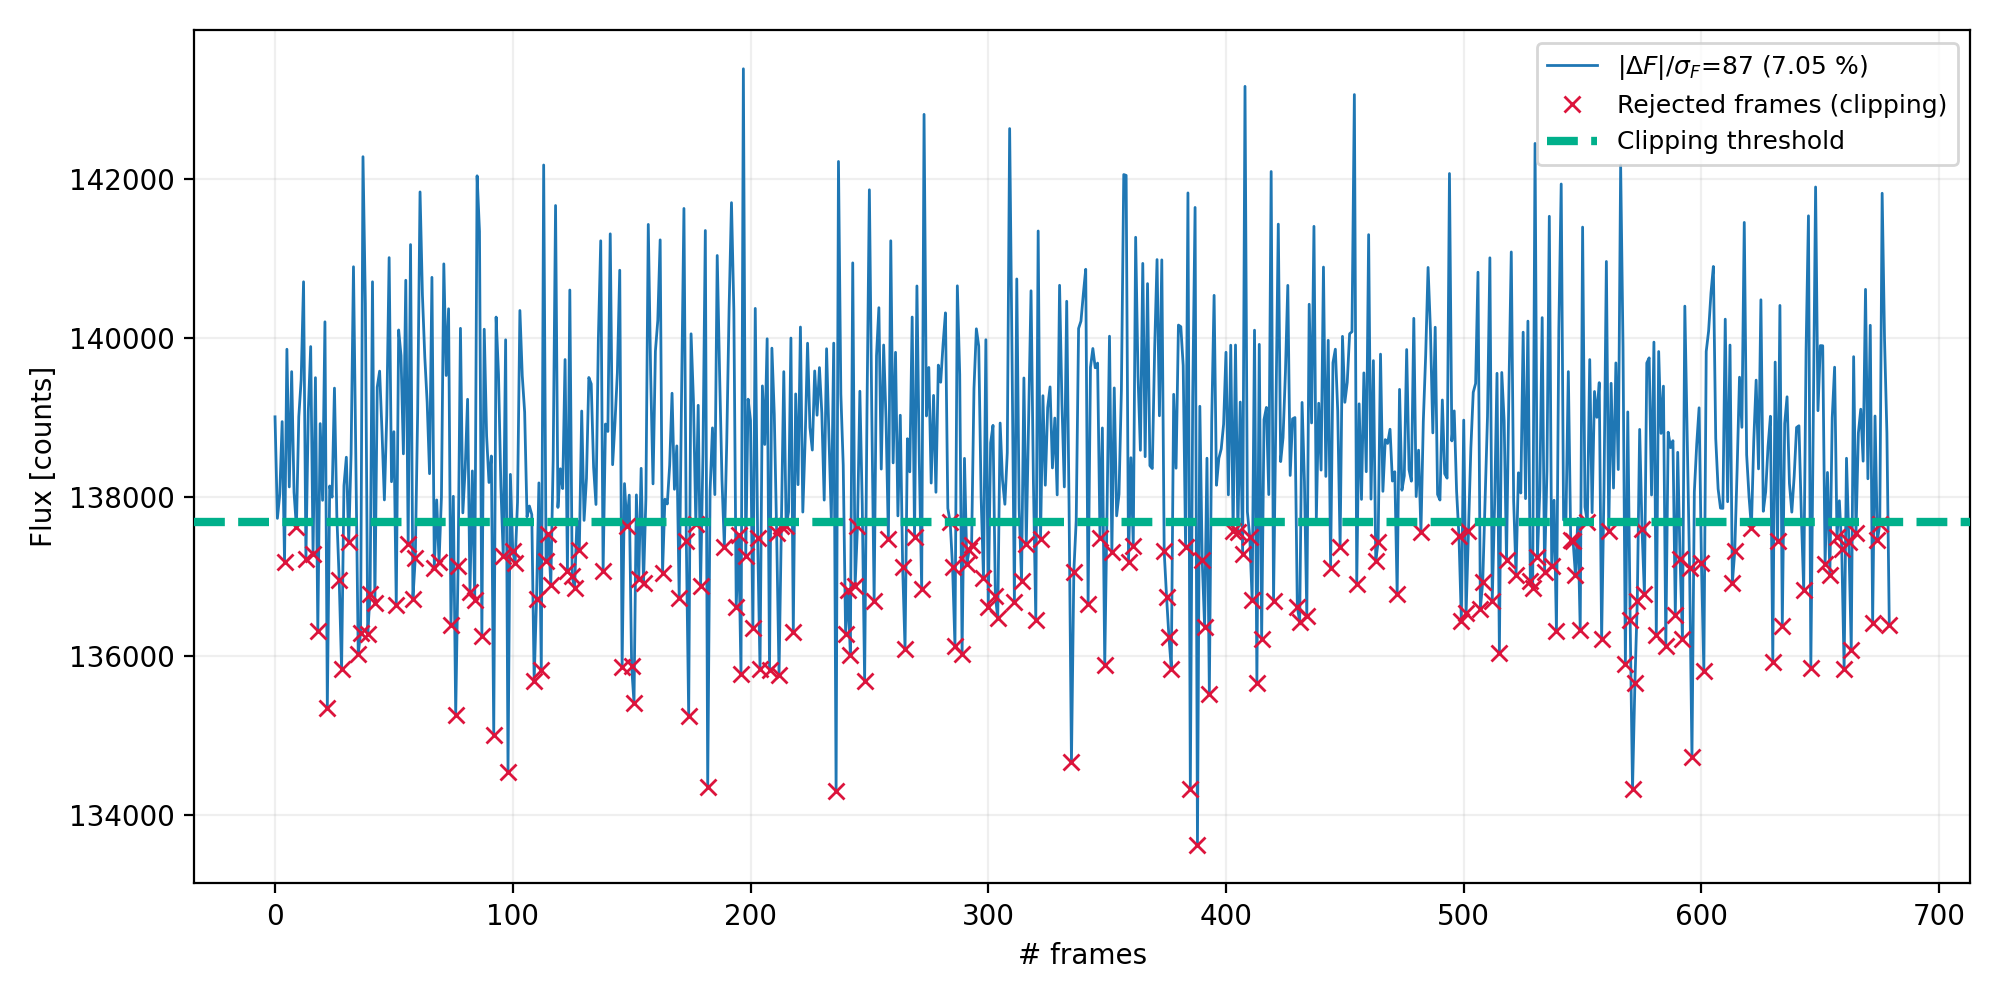 |ΔF|/σF=87 (7.05 %)
Rejected frames (clipping)
Clipping threshold
Flux [counts]
142000
140000
138000
136000
134000
0 100 200 300 400 500 600 700
# frames